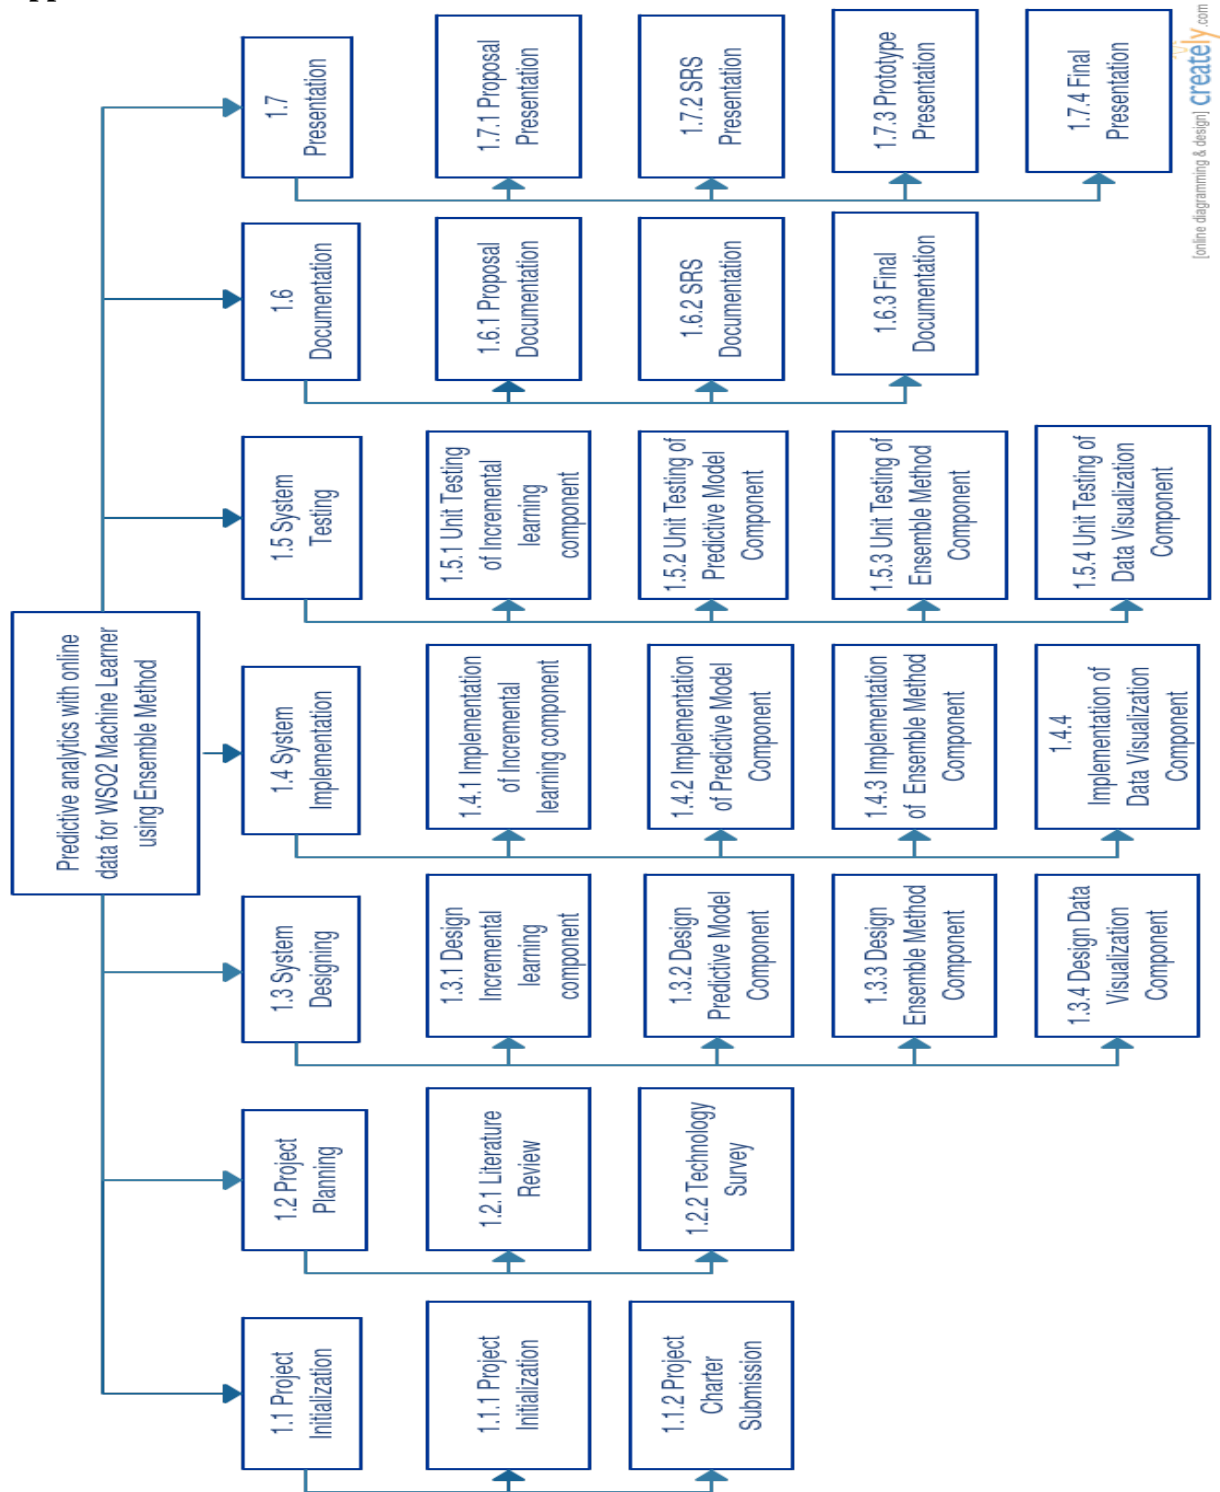 Predictive analytics with online
data for WSO2 Machine Learner
using Ensemble Method
1.1 Project
Initialization
1.1.1 Project
Initialization
1.1.2 Project
Charter
Submission
1.2 Project
Planning
1.2.1 Literature
Review
1.2.2 Technology
Survey
1.3 System
Designing
1.3.1 Design
Incremental
learning
component
1.3.2 Design
Predictive Model
Component
1.3.3 Design
Ensemble Method
Component
1.3.4 Design Data
Visualization
Component
1.4 System
Implementation
1.4.1 Implementation
of Incremental
learning component
1.4.2 Implementation
of Predictive Model
Component
1.4.3 Implementation
of Ensemble Method
Component
1.4.4
Implementation of
Data Visualization
Component
1.5 System
Testing
1.5.1 Unit Testing
of Incremental
learning
component
1.5.2 Unit Testing of
Predictive Model
Component
1.5.3 Unit Testing of
Ensemble Method
Component
1.5.4 Unit Testing of
Data Visualization
Component
1.6
Documentation
1.6.1 Proposal
Documentation
1.6.2 SRS
Documentation
1.6.3 Final
Documentation
1.7
Presentation
1.7.1 Proposal
Presentation
1.7.2 SRS
Presentation
1.7.3 Prototype
Presentation
1.7.4 Final
Presentation
[online diagramming & design] creately.com